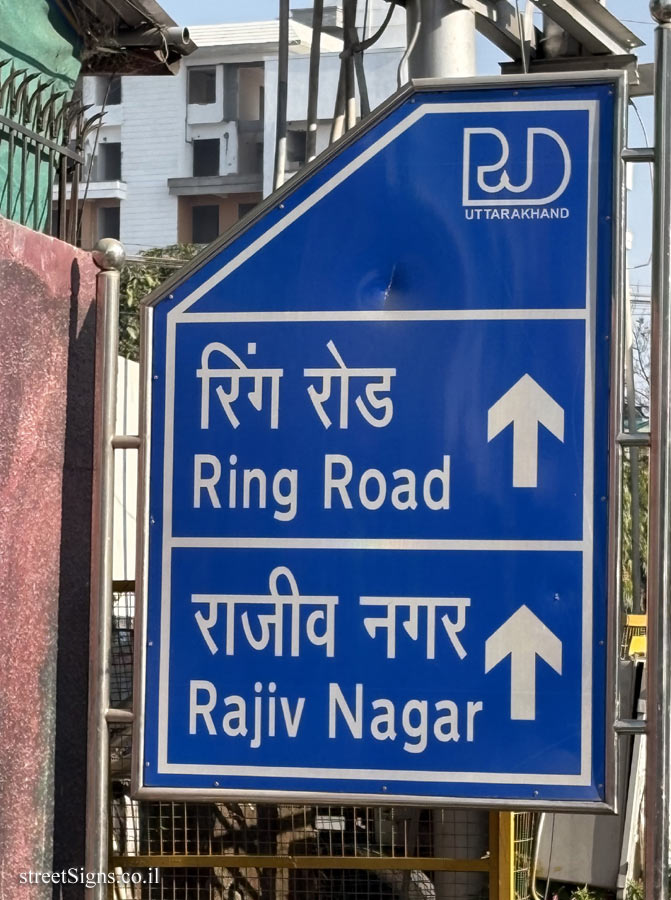 PWD
UTTARAKHAND
रिंग रोड
Ring Road
राजीव नगर
Rajiv Nagar
streetSigns.co.il